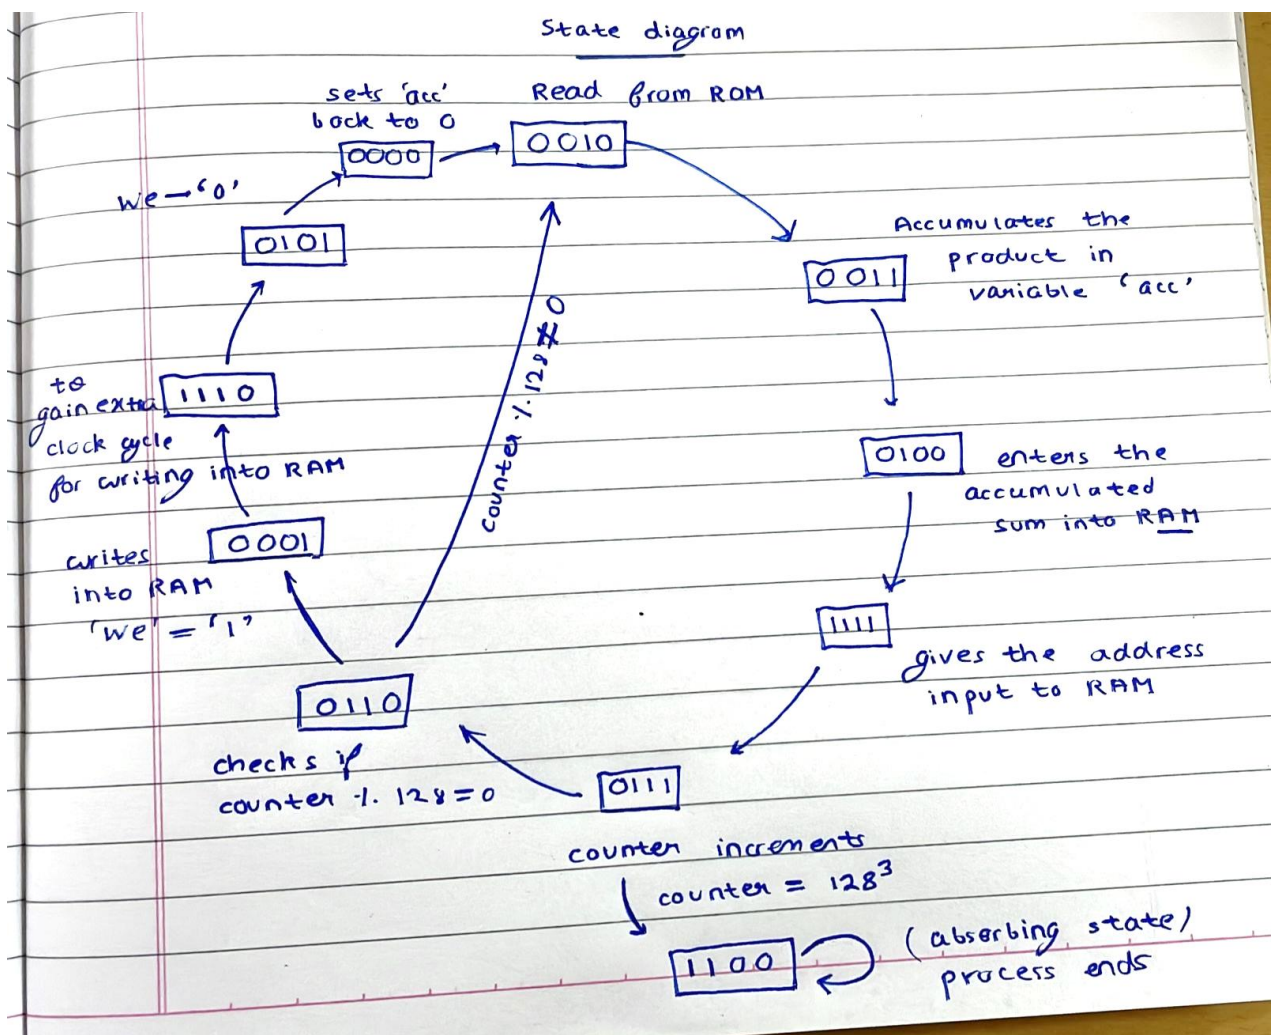 State diagram
sets 'acc'
back to 0
Read from ROM
0000
0010
we → '0'
0101
Accumulates the
product in
variable 'acc'
0011
counter %. 128 ≠ 0
to
gain extra
clock cycle
for writing into RAM
1110
0100
enters the
accumulated
sum into RAM
0001
writes
into RAM
'we' = '1'
1111
gives the address
input to RAM
0110
checks if
counter %. 128 = 0
0111
counter increments
counter = 128³
1100
(absorbing state)
process ends